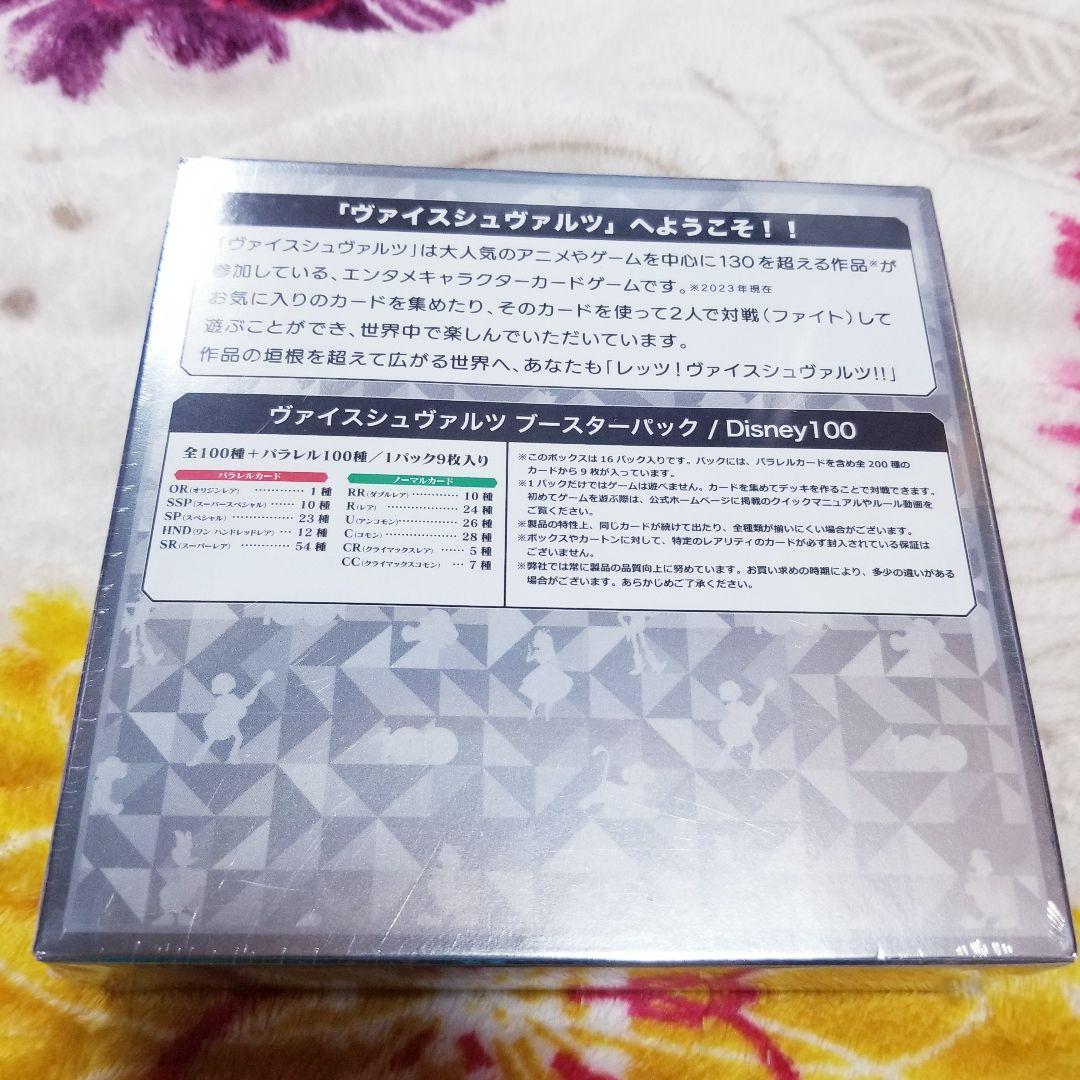 「ヴァイスシュヴァルツ」へようこそ！！
「ヴァイスシュヴァルツ」は大人気のアニメやゲームを中心に130を超える作品※が
参加している、エンタメキャラクターカードゲームです。※2023年現在
お気に入りのカードを集めたり、そのカードを使って2人で対戦（ファイト）して
遊ぶことができ、世界中で楽しんでいただいています。
作品の垣根を超えて広がる世界へ、あなたも「レッツ！ヴァイスシュヴァルツ!!」
ヴァイスシュヴァルツ ブースターパック / Disney100
全100種＋パラレル100種／1パック9枚入り
パラレルカード
OR(オリジンレア) ………… 1種
SSP(スーパースペシャル) …… 10種
SP(スペシャル) ………… 23種
HND(ワン ハンドレッドレア) … 12種
SR(スーパーレア) ………… 54種
ノーマルカード
RR(ダブルレア) ………… 10種
R(レア) ………… 24種
U(アンコモン) ………… 26種
C(コモン) ………… 28種
CR(クライマックスレア) …… 5種
CC(クライマックスコモン) … 7種
※このボックスは16パック入りです。パックには、パラレルカードを含め全200種の
カードから9枚が入っています。
※1パックだけではゲームは遊べません。カードを集めてデッキを作ることで対戦できます。
初めてゲームを遊ぶ際は、公式ホームページに掲載のクイックマニュアルやルール動画を
ご覧ください。
※製品の特性上、同じカードが続けて出たり、全種類が揃いにくい場合がございます。
※ボックスやカートンに対して、特定のレアリティのカードが必ず封入されている保証は
ございません。
※弊社では常に製品の品質向上に努めています。お買い求めの時期により、多少の違いがある
場合がございます。あらかじめご了承ください。